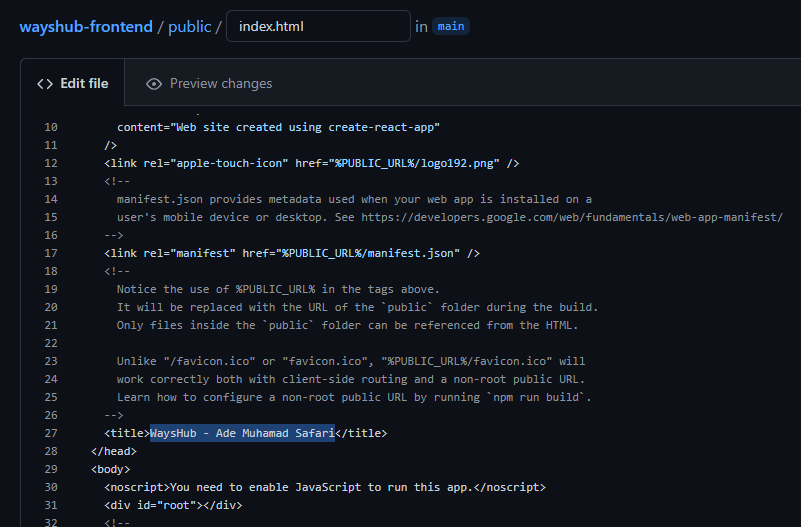 wayshub-frontend / public / index.html in main
<> Edit file Preview changes
10 content="Web site created using create-react-app"
11 />
12 <link rel="apple-touch-icon" href="%PUBLIC_URL%/logo192.png" />
13 <!--
14 manifest.json provides metadata used when your web app is installed on a
15 user's mobile device or desktop. See https://developers.google.com/web/fundamentals/web-app-manifest/
16 -->
17 <link rel="manifest" href="%PUBLIC_URL%/manifest.json" />
18 <!--
19 Notice the use of %PUBLIC_URL% in the tags above.
20 It will be replaced with the URL of the `public` folder during the build.
21 Only files inside the `public` folder can be referenced from the HTML.
22
23 Unlike "/favicon.ico" or "favicon.ico", "%PUBLIC_URL%/favicon.ico" will
24 work correctly both with client-side routing and a non-root public URL.
25 Learn how to configure a non-root public URL by running `npm run build`.
26 -->
27 <title>WaysHub - Ade Muhamad Safari</title>
28 </head>
29 <body>
30 <noscript>You need to enable JavaScript to run this app.</noscript>
31 <div id="root"></div>
32 <!--